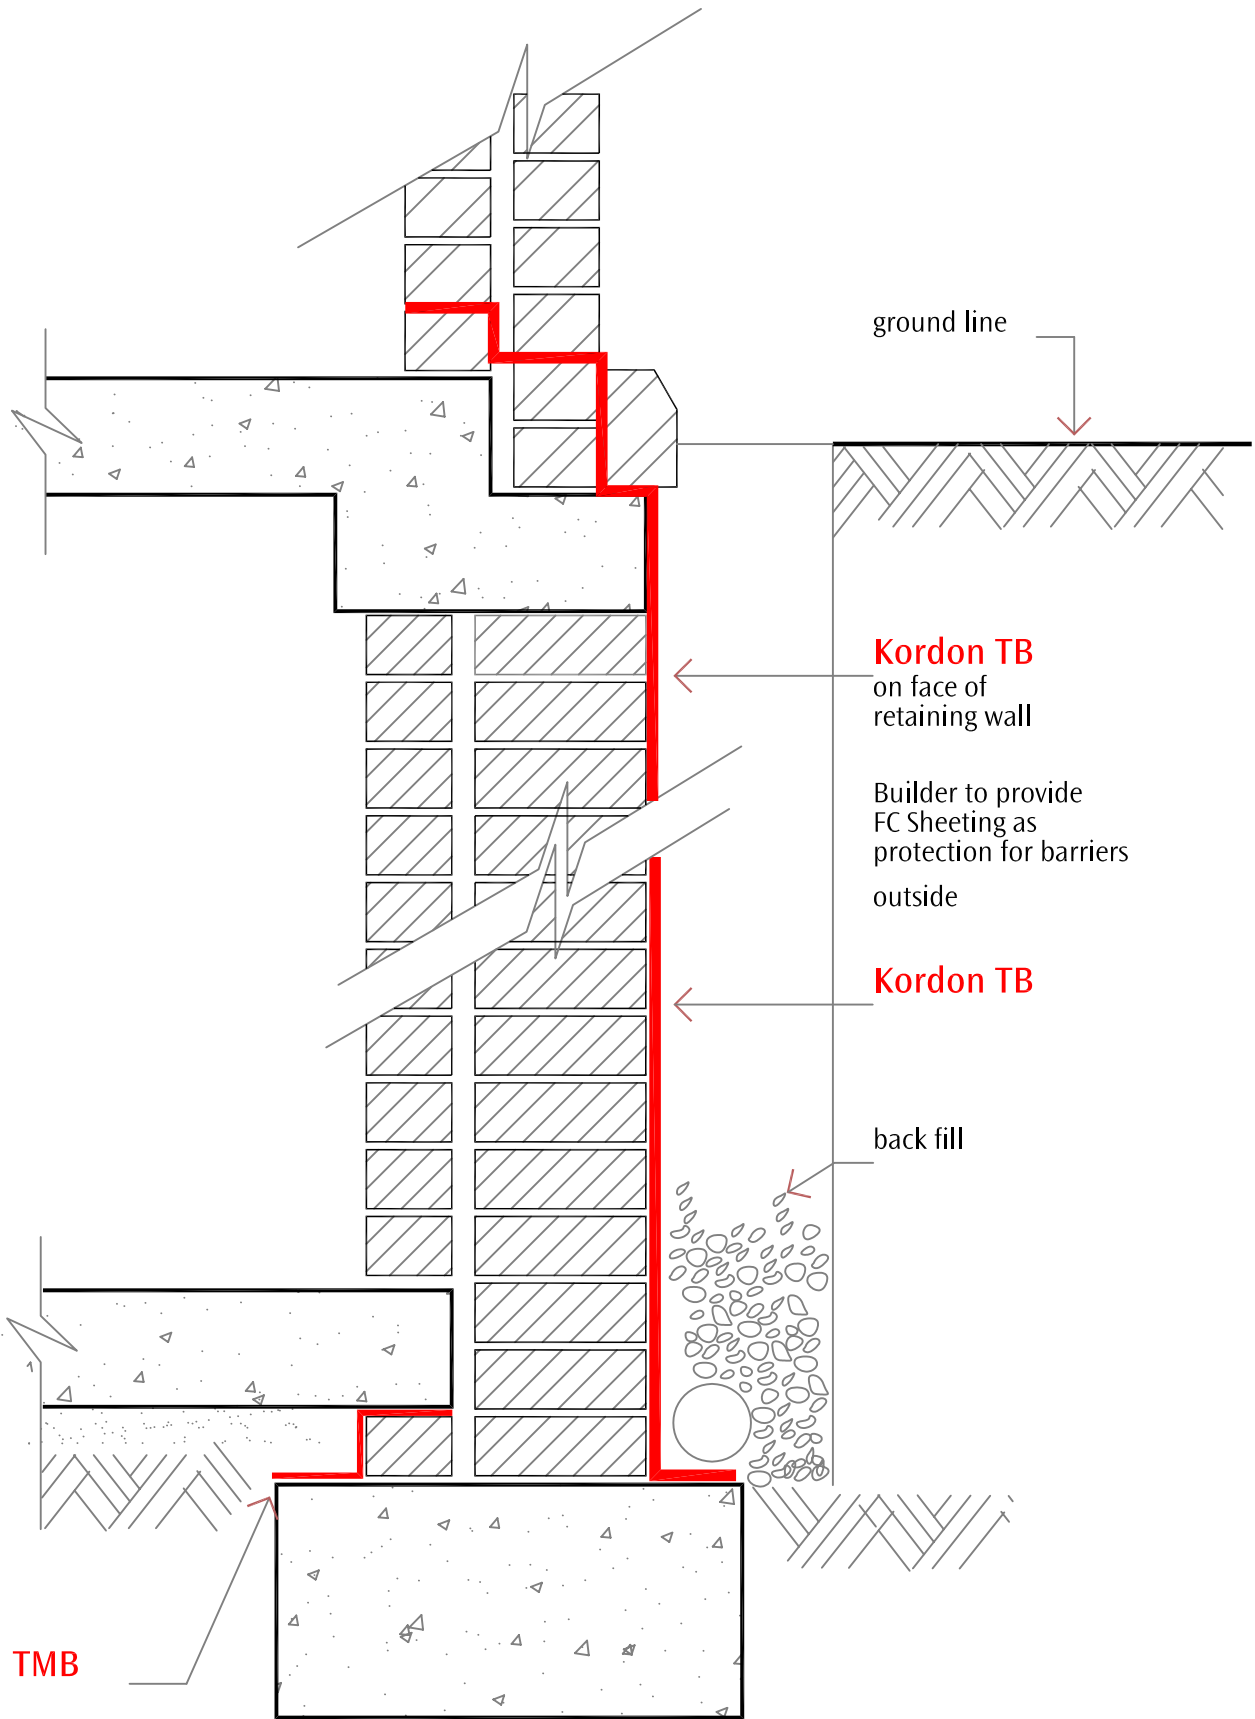 ground line
Kordon TB
on face of
retaining wall
Builder to provide
FC Sheeting as
protection for barriers
outside
Kordon TB
back fill
TMB